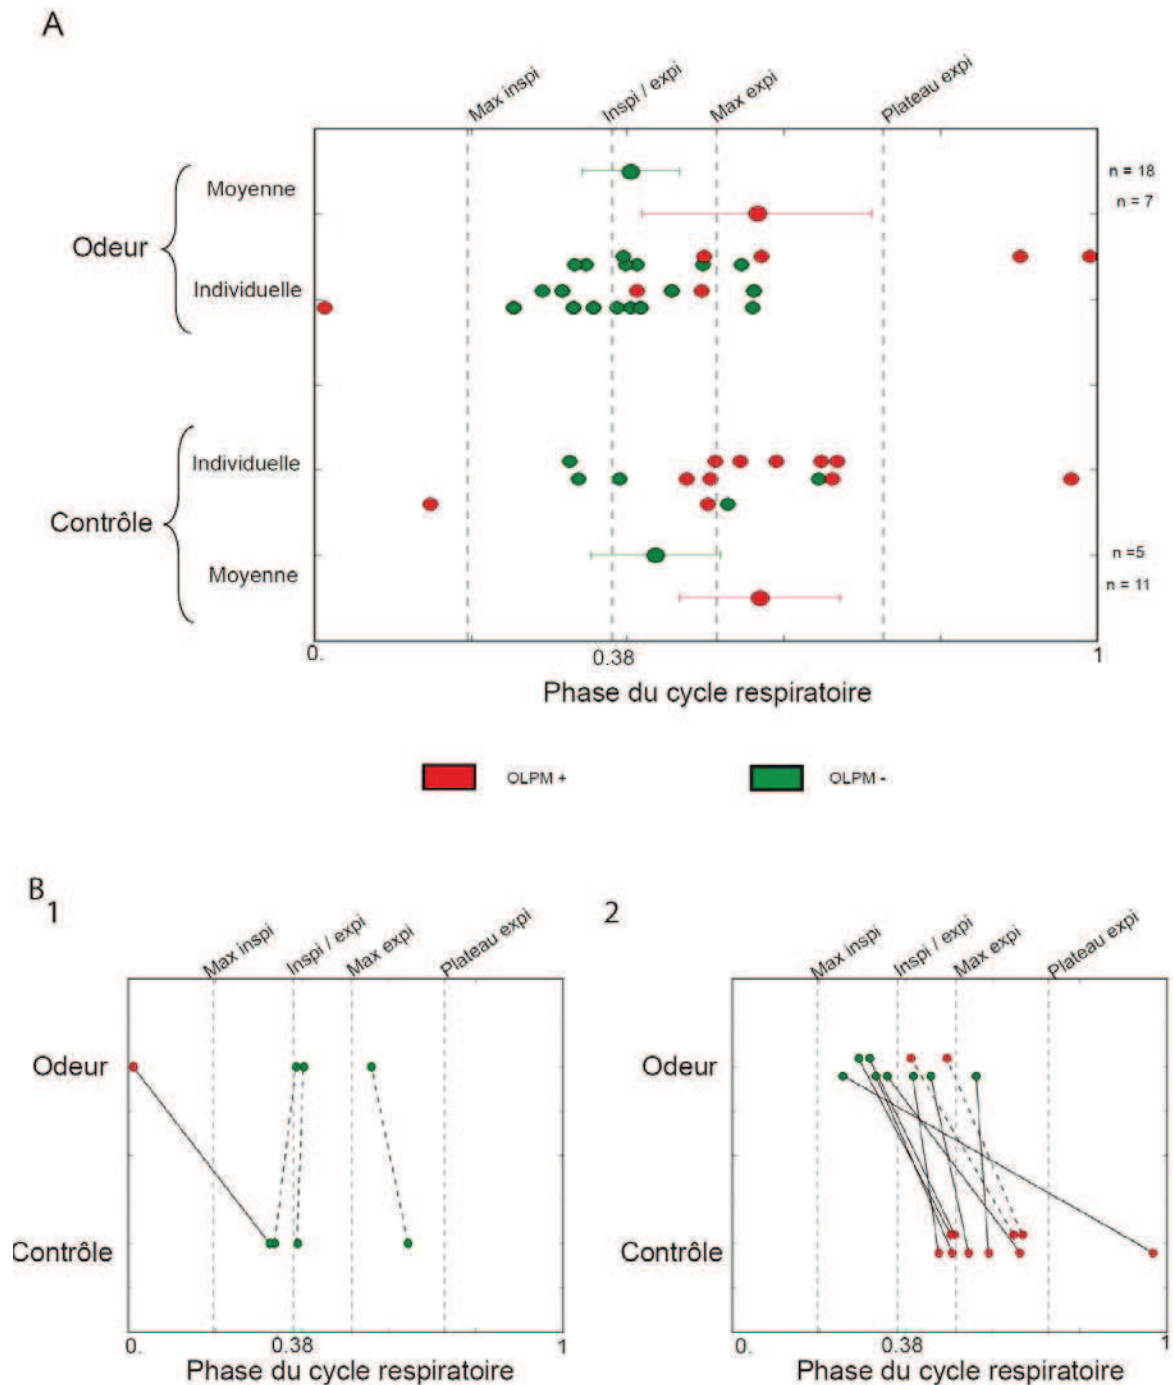 A
Max inspi
Inspi / expi
Max expi
Plateau expi
Moyenne
n = 18
n = 7
Odeur
Individuelle
Individuelle
Contrôle
Moyenne
n =5
n = 11
0.
0.38
1
Phase du cycle respiratoire
OLPM +
OLPM -
B
1
Max inspi
Inspi / expi
Max expi
Plateau expi
Odeur
Contrôle
0.
0.38
1
Phase du cycle respiratoire
2
Max inspi
Inspi / expi
Max expi
Plateau expi
Odeur
Contrôle
0.
0.38
1
Phase du cycle respiratoire